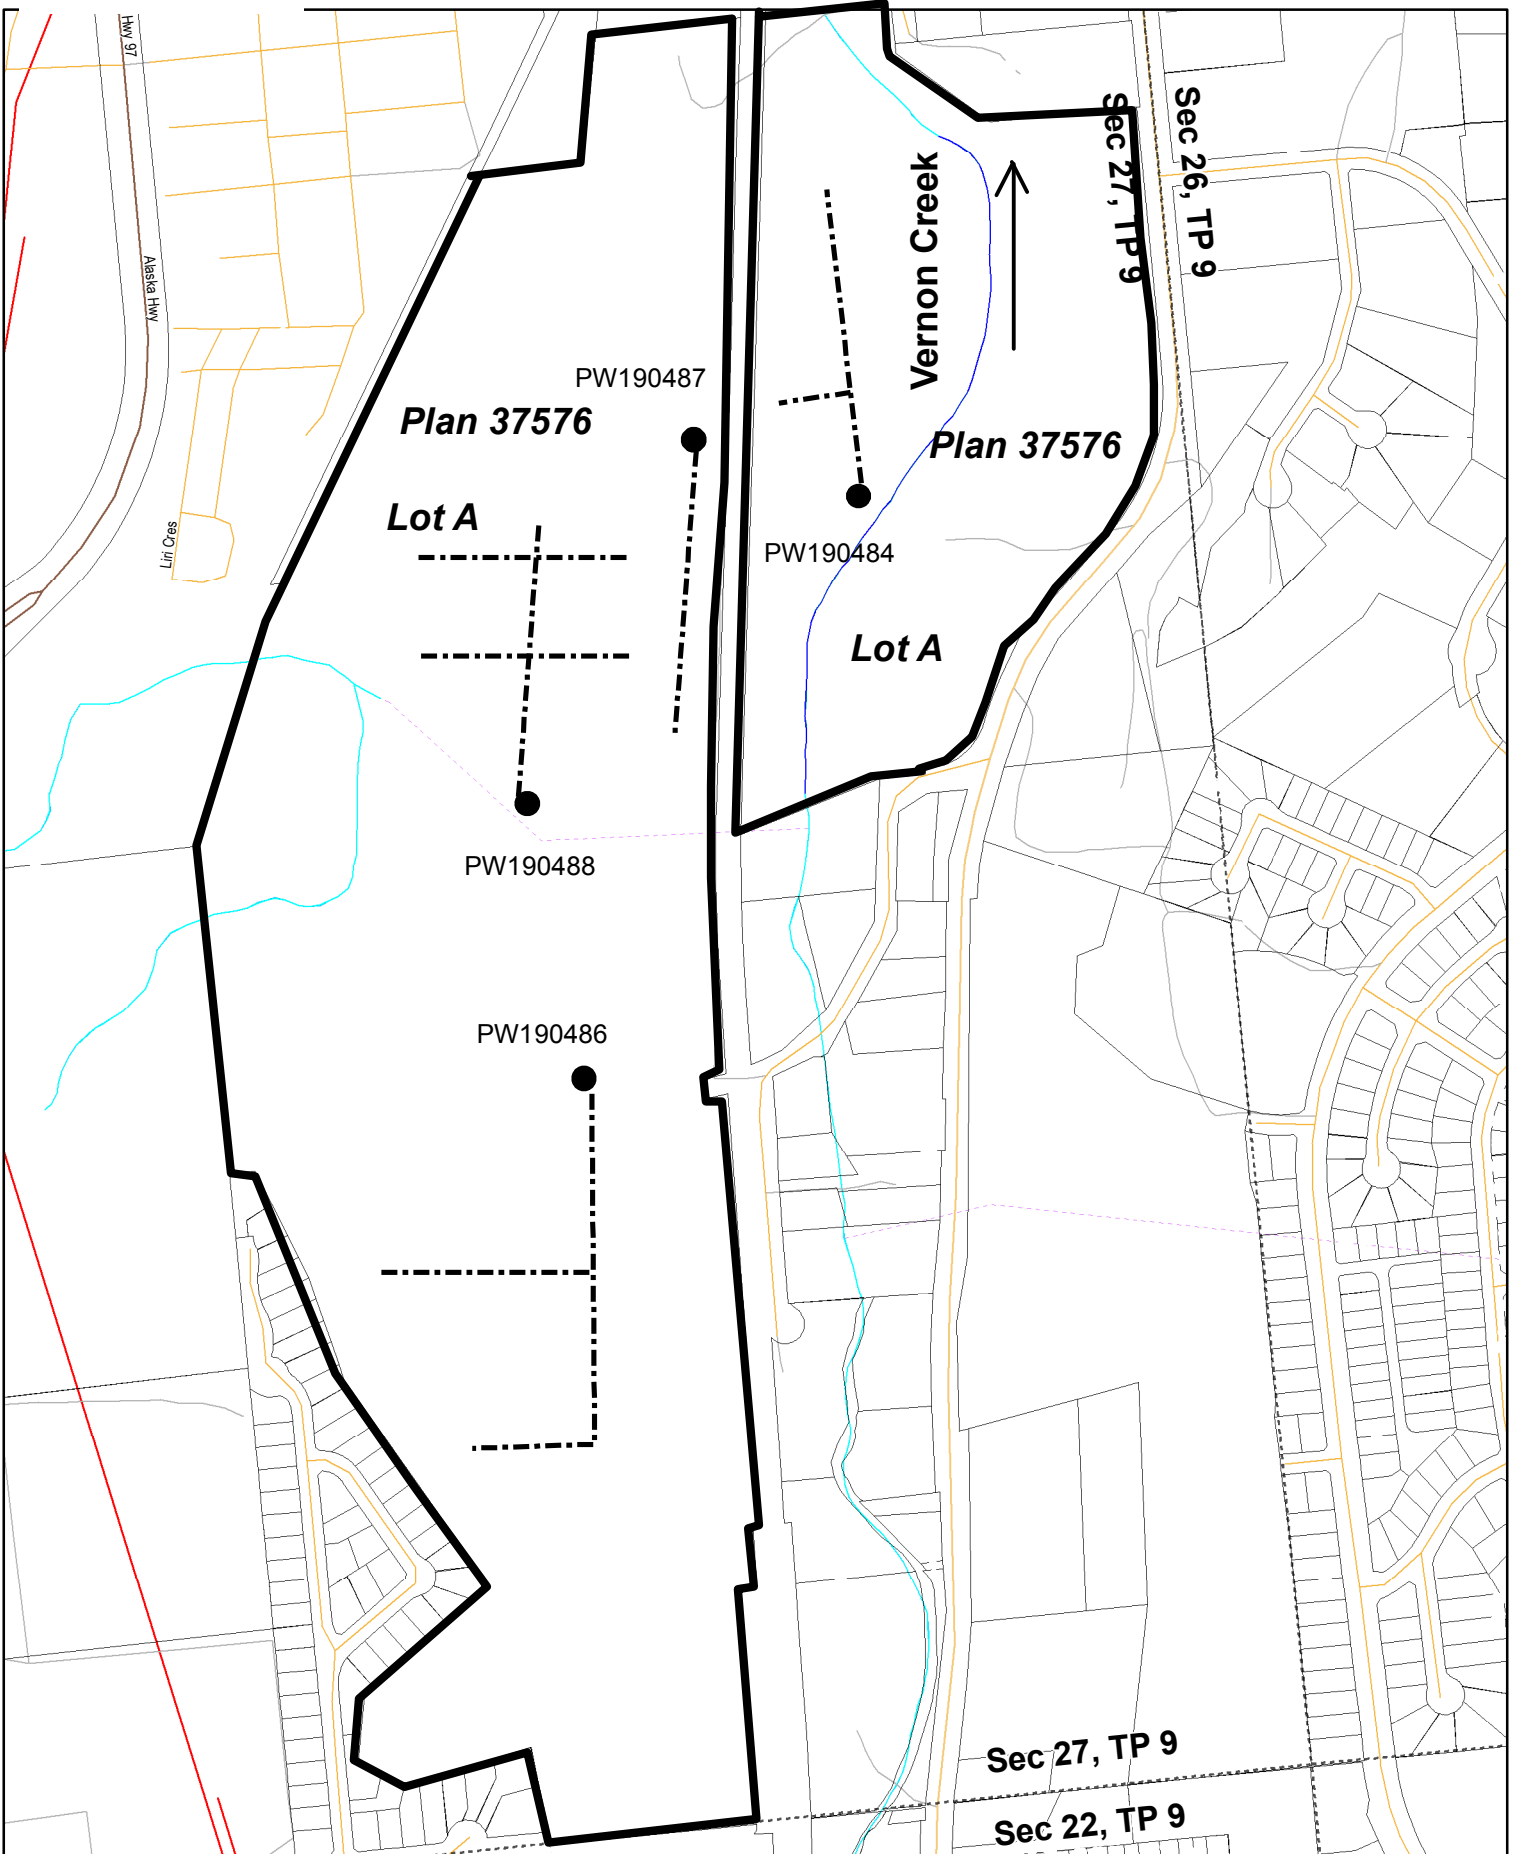 Hwy 97
Sec 27, TP 9
Sec 26, TP 9
Vernon Creek
Alaska Hwy
PW190487
Plan 37576
Plan 37576
Lot A
Liri Cres
PW190484
Lot A
PW190488
PW190486
Sec 27, TP 9
Sec 22, TP 9